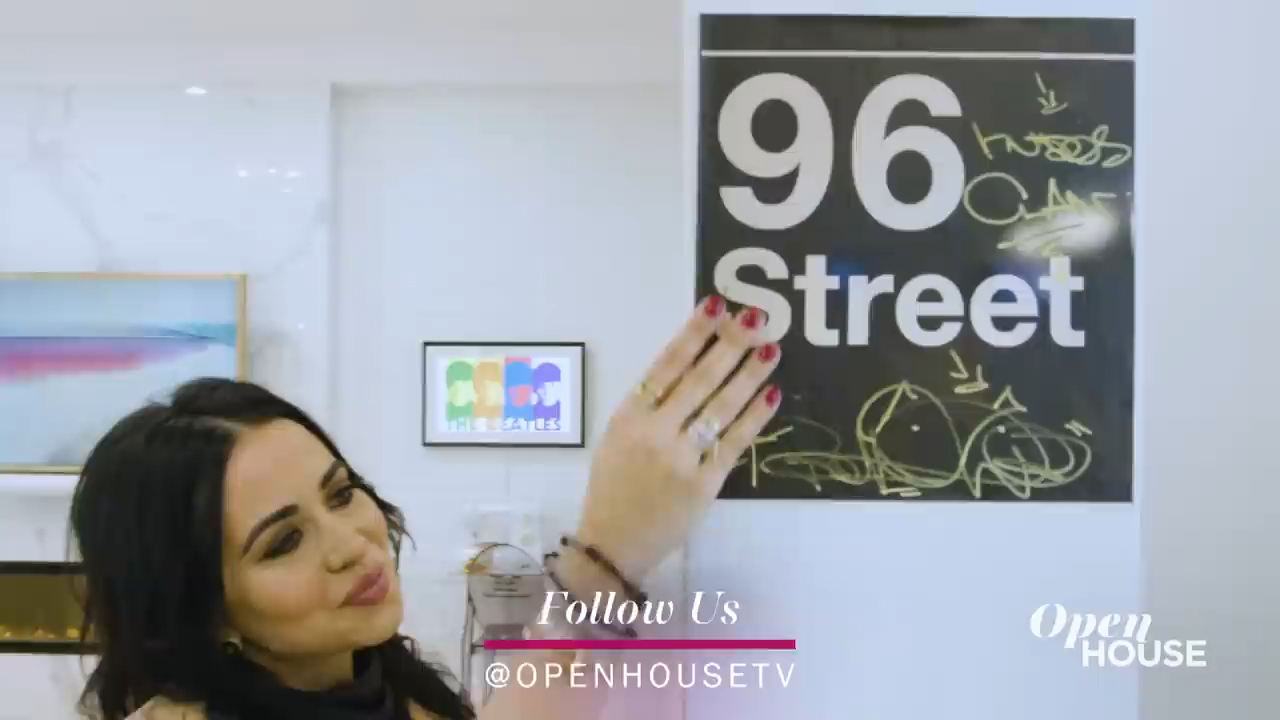 96
Street
THE BEATLES
Follow Us
@OPENHOUSETV
Open
HOUSE